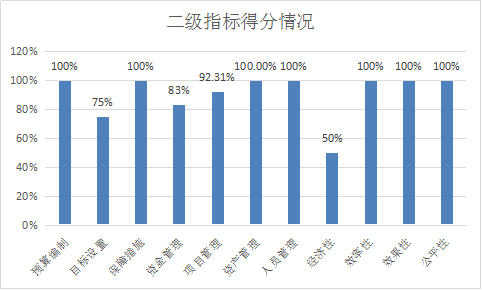 二级指标得分情况
120%
100%
80%
60%
40%
20%
0%
100%
75%
100%
83%
92.31%
100.00%
100%
50%
100%
100%
100%
预算编制
目标设置
保障措施
资金管理
项目管理
资产管理
人员管理
经济性
效率性
效果性
公平性